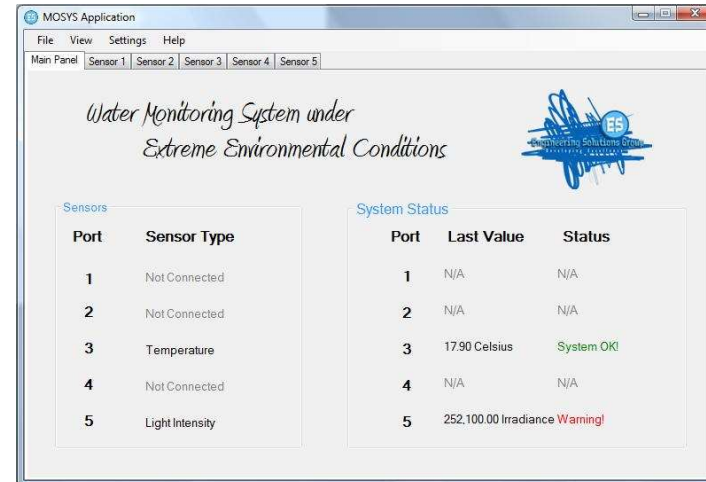 MOSYS Application
File View Settings Help
Main Panel Sensor 1 Sensor 2 Sensor 3 Sensor 4 Sensor 5
Water Monitoring System under
Extreme Environmental Conditions
ES
Engineering Solutions Group
Sensors
Port Sensor Type
1 Not Connected
2 Not Connected
3 Temperature
4 Not Connected
5 Light Intensity
System Status
Port Last Value Status
1 N/A N/A
2 N/A N/A
3 17.90 Celsius System OK!
4 N/A N/A
5 252,100.00 Irradiance Warning!